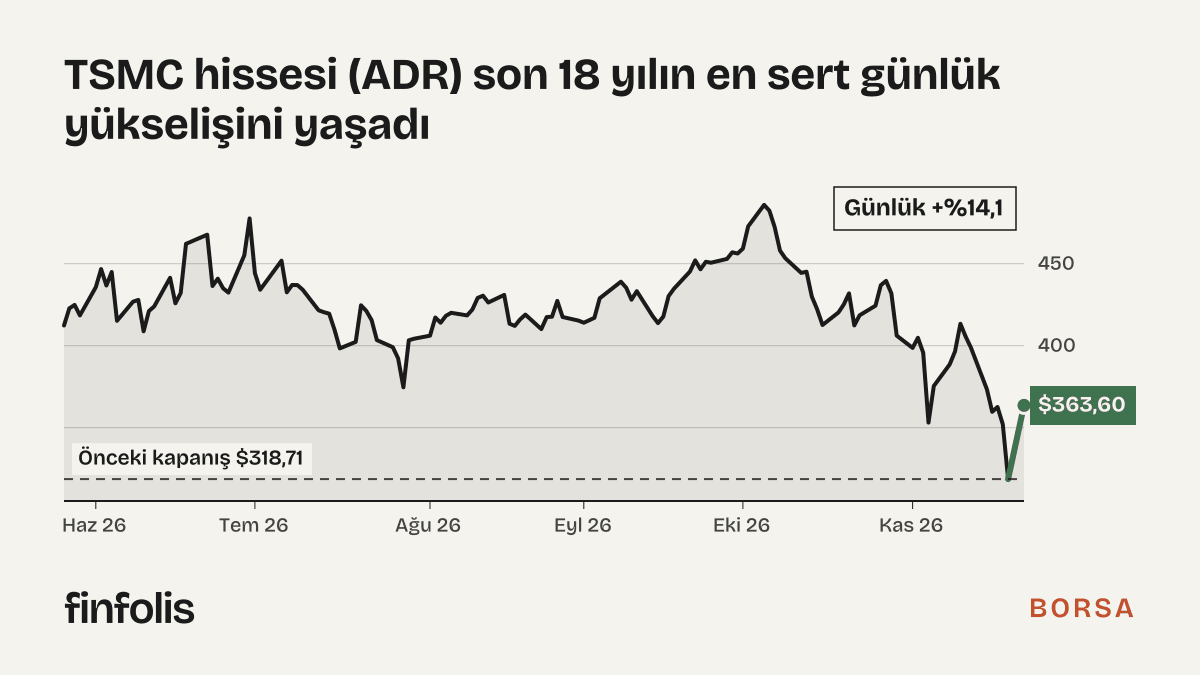 TSMC hissesi (ADR) son 18 yılın en sert günlük
yükselişini yaşadı
Günlük +%14,1
450
400
$363,60
Önceki kapanış $318,71
Haz 26
Tem 26
Ağu 26
Eyl 26
Eki 26
Kas 26
finfolis
BORSA